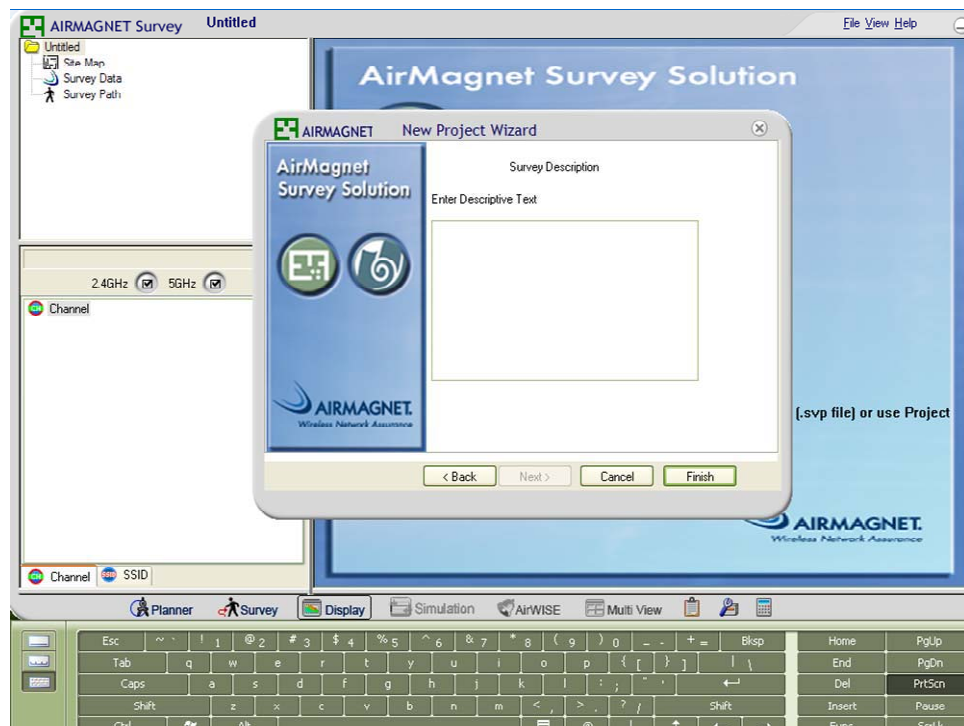 AIRMAGNET Survey Untitled File View Help
Untitled
Site Map
Survey Data
Survey Path
AirMagnet Survey Solution
AIRMAGNET New Project Wizard
AirMagnet
Survey Solution
Survey Description
Enter Descriptive Text
2.4GHz 5GHz
Channel
AIRMAGNET.
Wireless Network Assurance
(.svp file) or use Project
< Back Next > Cancel Finish
AIRMAGNET.
Wireless Network Assurance
Channel SSID
Planner Survey Display Simulation AirWISE Multi View
Esc ~ ` ! 1 @ 2 # 3 $ 4 % 5 ^ 6 & 7 * 8 ( 9 ) 0 _ - + = Bksp Home PgUp
Tab q w e r t y u i o p { [ } ] | \ End PgDn
Caps a s d f g h j k l : ; " ' Del PrtScn
Shift z x c v b n m < , > . ? / Shift Insert Pause
Ctrl Alt Func ScrLk